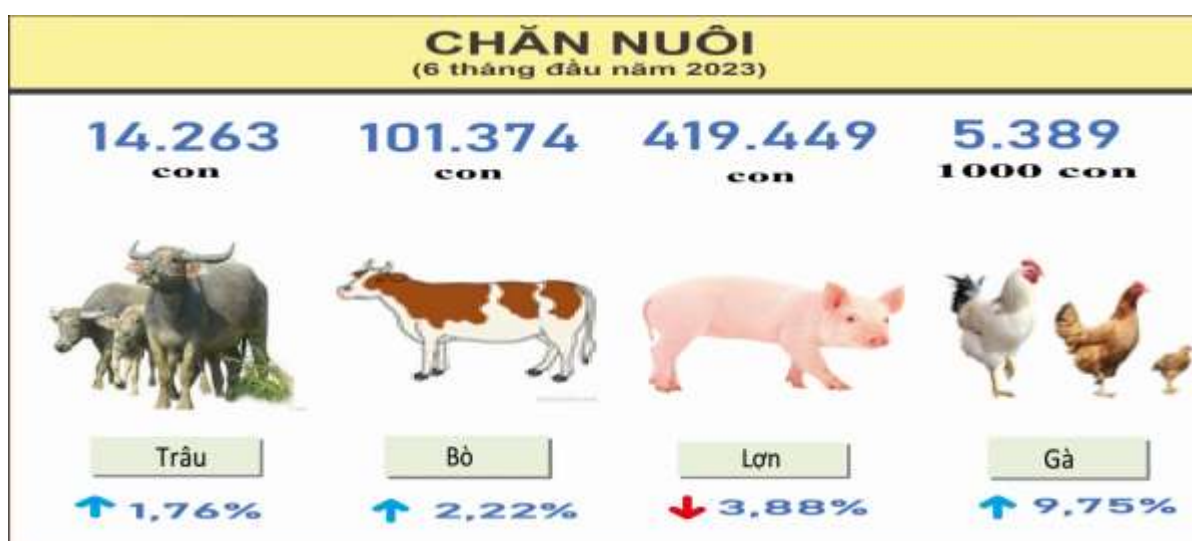 CHĂN NUÔI
(6 tháng đầu năm 2023)
14.263
con
101.374
con
419.449
con
5.389
1000 con
Trâu
Bò
Lợn
Gà
1,76%
2,22%
3,88%
9,75%